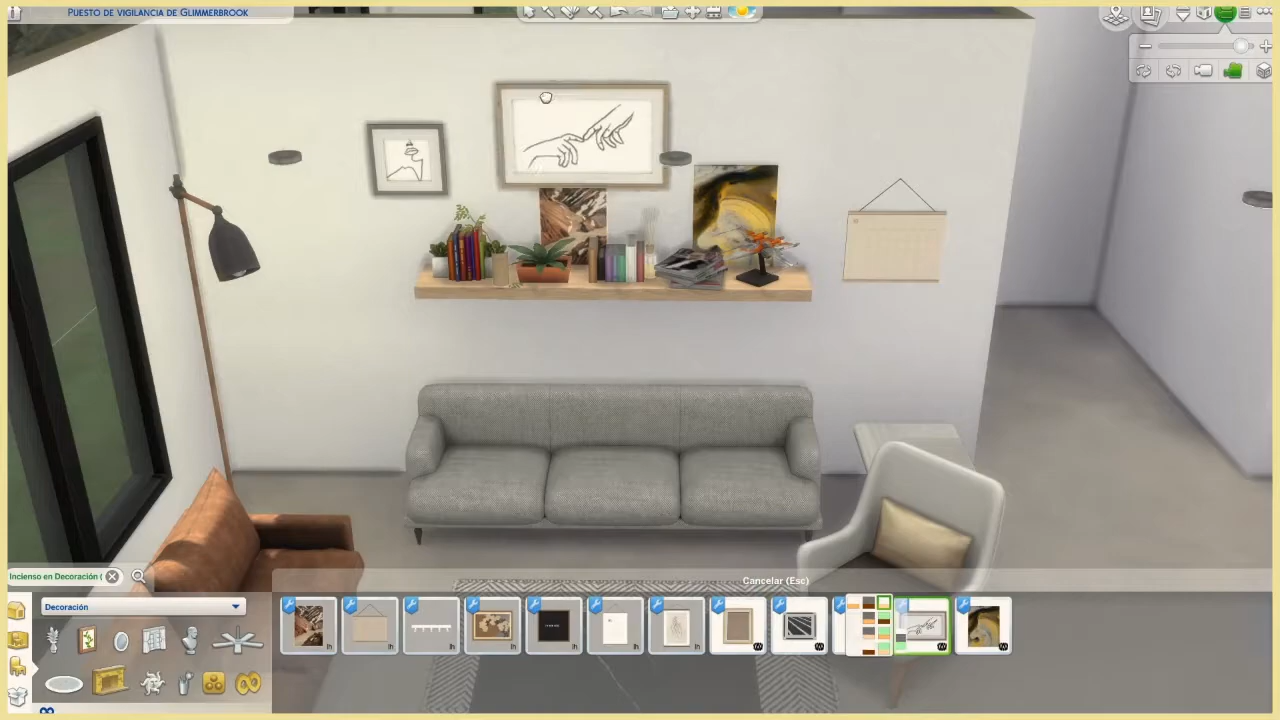 Puesto de vigilancia de Glimmerbrook
Cancelar (Esc)
Incienso en Decoración (
Decoración